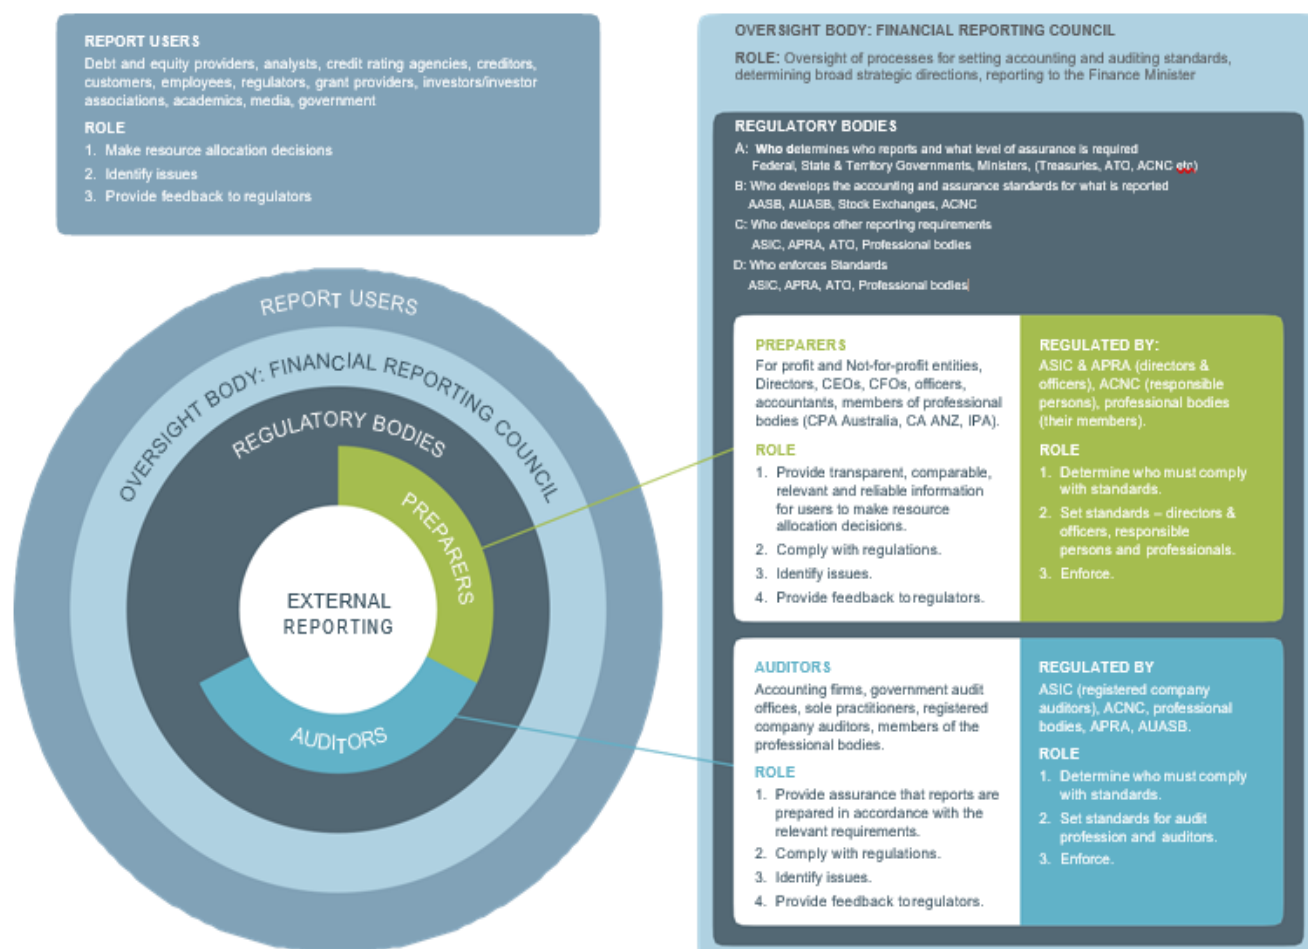 REPORT USERS
Debt and equity providers, analysts, credit rating agencies, creditors,
customers, employees, regulators, grant providers, investors/investor
associations, academics, media, government
ROLE
1. Make resource allocation decisions
2. Identify issues
3. Provide feedback to regulators
REPORT USERS
OVERSIGHT BODY: FINANCIAL REPORTING COUNCIL
REGULATORY BODIES
PREPARERS
EXTERNAL
REPORTING
AUDITORS
OVERSIGHT BODY: FINANCIAL REPORTING COUNCIL
ROLE: Oversight of processes for setting accounting and auditing standards,
determining broad strategic directions, reporting to the Finance Minister
REGULATORY BODIES
A: Who determines who reports and what level of assurance is required
Federal, State & Territory Governments, Ministers, (Treasuries, ATO, ACNC etc)
B: Who develops the accounting and assurance standards for what is reported
AASB, AUASB, Stock Exchanges, ACNC
C: Who develops other reporting requirements
ASIC, APRA, ATO, Professional bodies
D: Who enforces Standards
ASIC, APRA, ATO, Professional bodies
PREPARERS
For profit and Not-for-profit entities,
Directors, CEOs, CFOs, officers,
accountants, members of professional
bodies (CPA Australia, CA ANZ, IPA).
ROLE
1. Provide transparent, comparable,
relevant and reliable information
for users to make resource
allocation decisions.
2. Comply with regulations.
3. Identify issues.
4. Provide feedback to regulators.
REGULATED BY:
ASIC & APRA (directors &
officers), ACNC (responsible
persons), professional bodies
(their members).
ROLE
1. Determine who must comply
with standards.
2. Set standards – directors &
officers, responsible
persons and professionals.
3. Enforce.
AUDITORS
Accounting firms, government audit
offices, sole practitioners, registered
company auditors, members of the
professional bodies.
ROLE
1. Provide assurance that reports are
prepared in accordance with the
relevant requirements.
2. Comply with regulations.
3. Identify issues.
4. Provide feedback to regulators.
REGULATED BY
ASIC (registered company
auditors), ACNC, professional
bodies, APRA, AUASB.
ROLE
1. Determine who must comply
with standards.
2. Set standards for audit
profession and auditors.
3. Enforce.